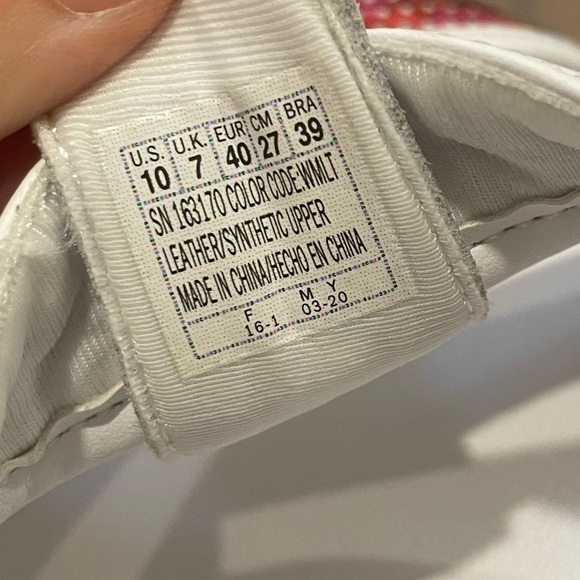 U.S. U.K. EUR CM BRA
10 7 40 27 39
SN 163170 COLOR CODE:WMLT
LEATHER/SYNTHETIC UPPER
MADE IN CHINA/HECHO EN CHINA
F M Y
16-1 03-20